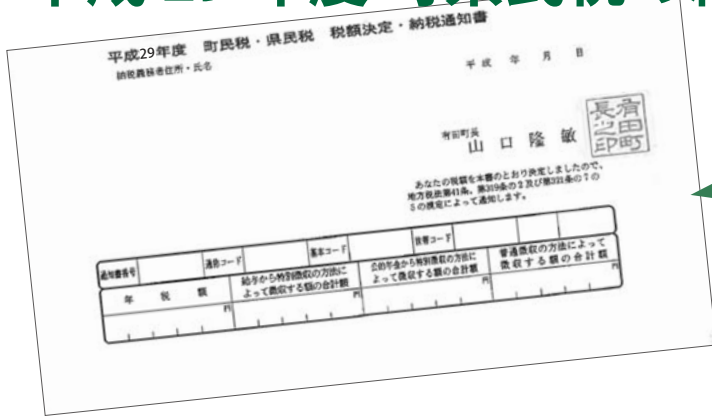 平成29年度 町民税・県民税 税額決定・納税通知書
納税義務者住所・氏名
平成 年 月 日
有田町長
山口隆敏
有田町
長之印
あなたの税額を本書のとおり決定しましたので、
地方税法第41条、第319条の2及び第321条の7の
5の規定によって通知します。
通知書番号 通称コード 基本コード 世帯コード
年税額 給与から特別徴収の方法に
よって徴収する額の合計額 公的年金から特別徴収の方法に
よって徴収する額の合計額 普通徴収の方法によって
徴収する額の合計額
円 円 円 円